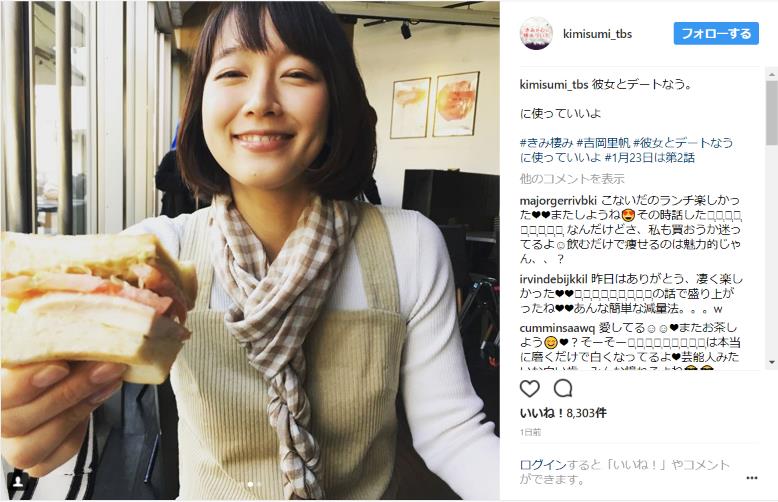 kimisumi_tbs
フォローする
kimisumi_tbs 彼女とデートなう。
に使っていいよ
#きみ棲み #吉岡里帆 #彼女とデートなう
に使っていいよ #1月23日は第2話
他のコメントを表示
majorgerrivbki こないだのランチ楽しかっ
た❤❤またしようね😍その時話した□□□□
□□□□□ なんだけどさ、私も買おうか迷っ
てるよ☺飲むだけで痩せるのは魅力的じゃ
ん、、？
irvindebijkkil 昨日はありがとう、凄く楽し
かった❤❤□□□□□□□□□の話で盛り上が
ったね❤❤あんな簡単な減量法。。。w
cumminsaawq 愛してる☺☺❤またお茶し
よう😊❤？そーそー□□□□□□□□□は本当
に磨くだけで白くなってるよ❤芸能人みた
いいね！8,303件
1日前
ログインすると「いいね！」やコメント
ができます。